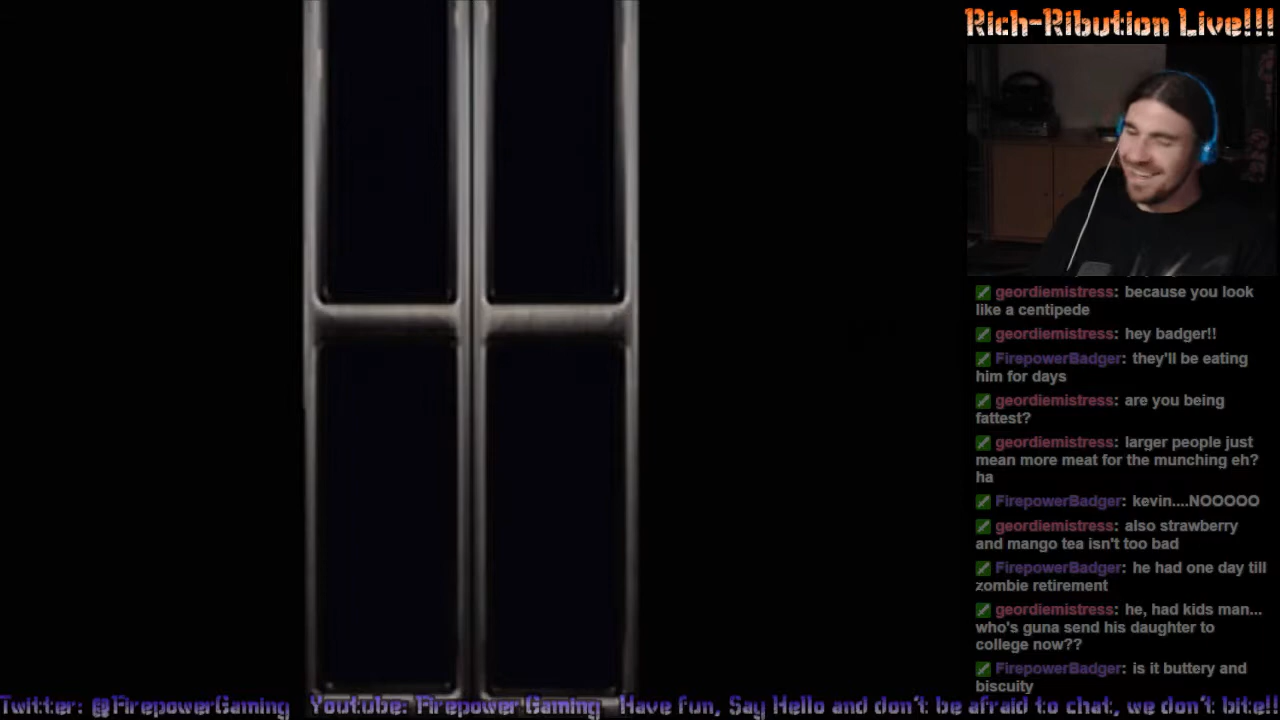 Rich-Ribution Live!!!
geordiemistress: because you look
like a centipede
geordiemistress: hey badger!!
FirepowerBadger: they'll be eating
him for days
geordiemistress: are you being
fattest?
geordiemistress: larger people just
mean more meat for the munching eh?
ha
FirepowerBadger: kevin....NOOOOO
geordiemistress: also strawberry
and mango tea isn't too bad
FirepowerBadger: he had one day till
zombie retirement
geordiemistress: he, had kids man...
who's guna send his daughter to
college now??
FirepowerBadger: is it buttery and
biscuity
Twitter: @FirepowerGaming Youtube: Firepower Gaming Have fun, Say Hello and don't be afraid to chat, we don't bite!!